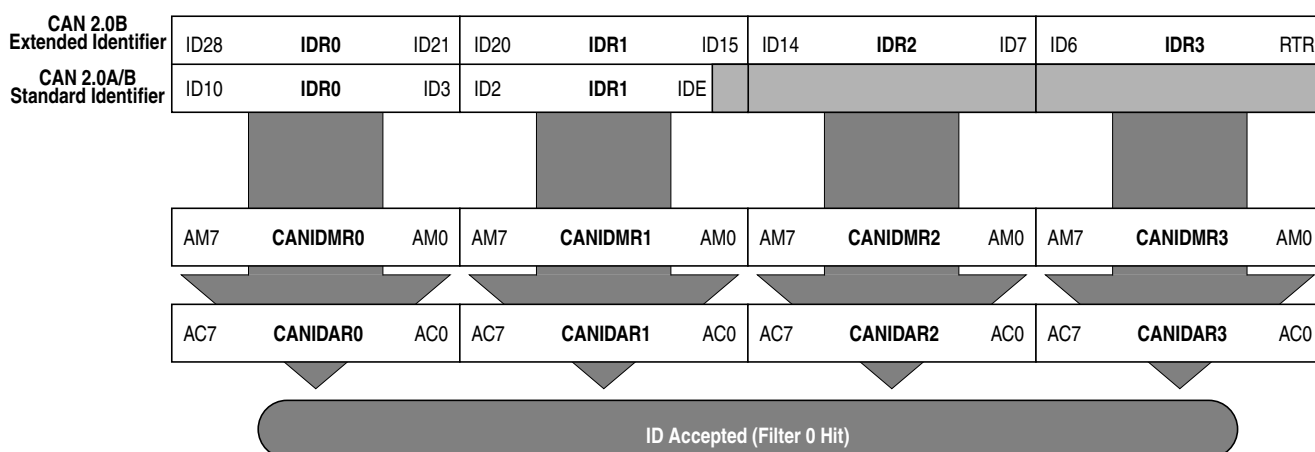 CAN 2.0B
Extended Identifier ID28 IDR0 ID21 ID20 IDR1 ID15 ID14 IDR2 ID7 ID6 IDR3 RTR
CAN 2.0A/B
Standard Identifier ID10 IDR0 ID3 ID2 IDR1 IDE
AM7 CANIDMR0 AM0 AM7 CANIDMR1 AM0 AM7 CANIDMR2 AM0 AM7 CANIDMR3 AM0
AC7 CANIDAR0 AC0 AC7 CANIDAR1 AC0 AC7 CANIDAR2 AC0 AC7 CANIDAR3 AC0
ID Accepted (Filter 0 Hit)